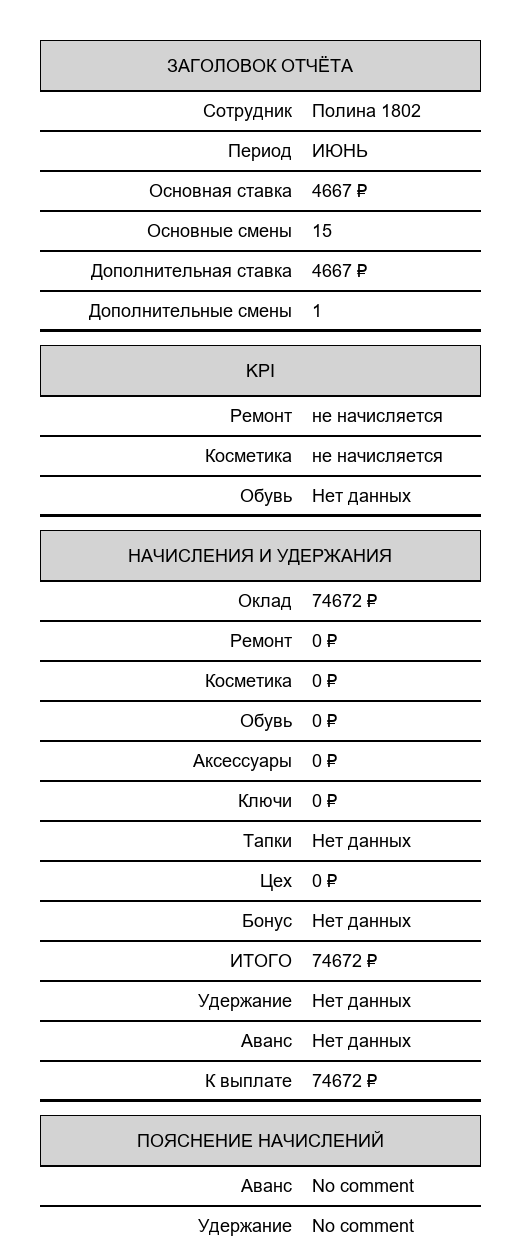 ЗАГОЛОВОК ОТЧЁТА
Сотрудник Полина 1802
Период ИЮНЬ
Основная ставка 4667 ₽
Основные смены 15
Дополнительная ставка 4667 ₽
Дополнительные смены 1
KPI
Ремонт не начисляется
Косметика не начисляется
Обувь Нет данных
НАЧИСЛЕНИЯ И УДЕРЖАНИЯ
Оклад 74672 ₽
Ремонт 0 ₽
Косметика 0 ₽
Обувь 0 ₽
Аксессуары 0 ₽
Ключи 0 ₽
Тапки Нет данных
Цех 0 ₽
Бонус Нет данных
ИТОГО 74672 ₽
Удержание Нет данных
Аванс Нет данных
К выплате 74672 ₽
ПОЯСНЕНИЕ НАЧИСЛЕНИЙ
Аванс No comment
Удержание No comment